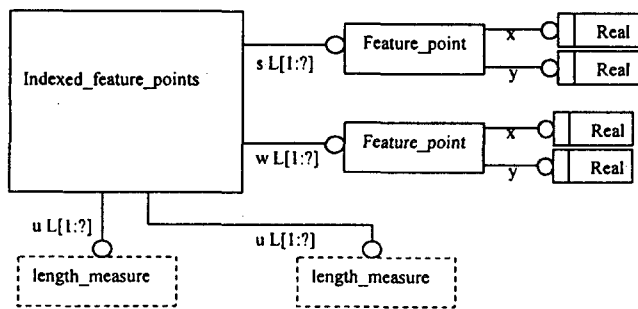 x
Real
Feature_point
s L[1:?]
y
Real
Indexed_feature_points
x
Real
Feature_point
w L[1:?]
y
Real
u L[1:?]
u L[1:?]
length_measure
length_measure